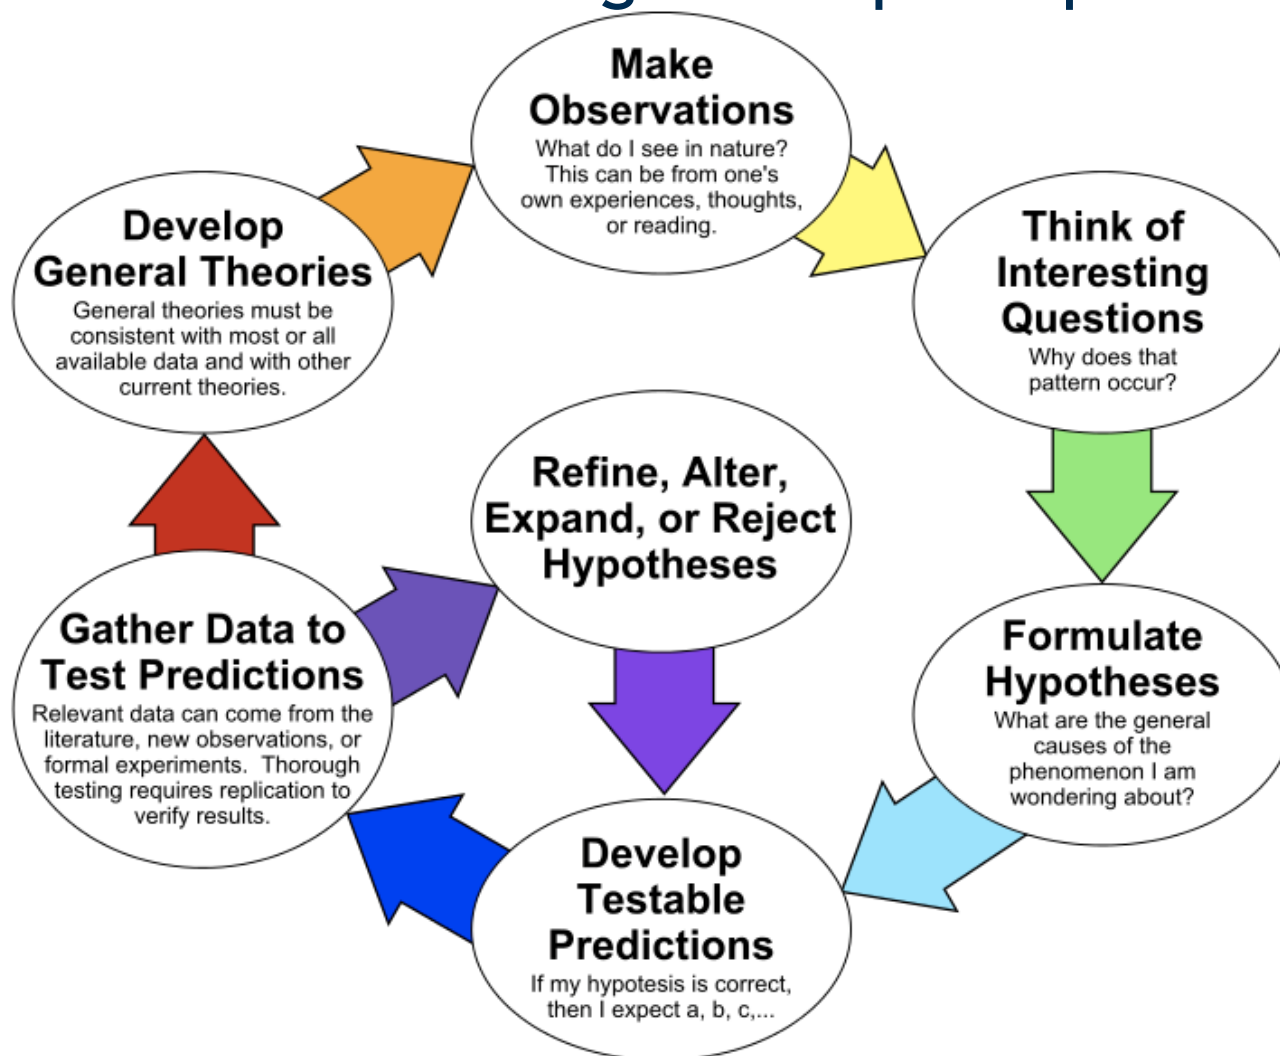 Make
Observations
What do I see in nature?
This can be from one's
own experiences, thoughts,
or reading.
Think of
Interesting
Questions
Why does that
pattern occur?
Formulate
Hypotheses
What are the general
causes of the
phenomenon I am
wondering about?
Develop
Testable
Predictions
If my hypotesis is correct,
then I expect a, b, c,...
Gather Data to
Test Predictions
Relevant data can come from the
literature, new observations, or
formal experiments.  Thorough
testing requires replication to
verify results.
Refine, Alter,
Expand, or Reject
Hypotheses
Develop
General Theories
General theories must be
consistent with most or all
available data and with other
current theories.